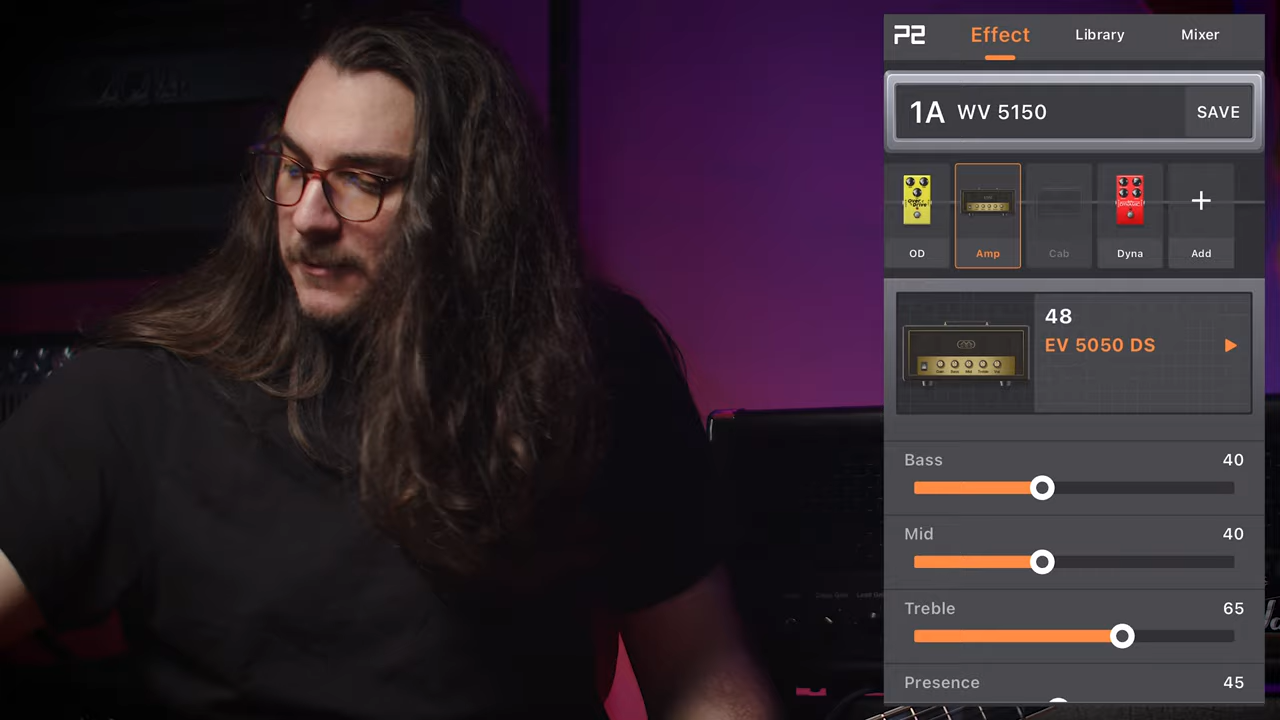 P2
Effect
Library
Mixer
1A WV 5150
SAVE
OD
Amp
Cab
Dyna
Add
48
EV 5050 DS
Bass 40
Mid 40
Treble 65
Presence 45